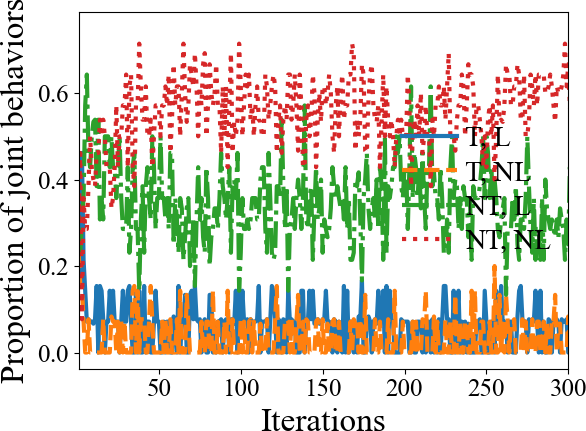 Proportion of joint behaviors
0.6
0.4
0.2
0.0
T, L
T, NL
NT, L
NT, NL
50
100
150
200
250
300
Iterations